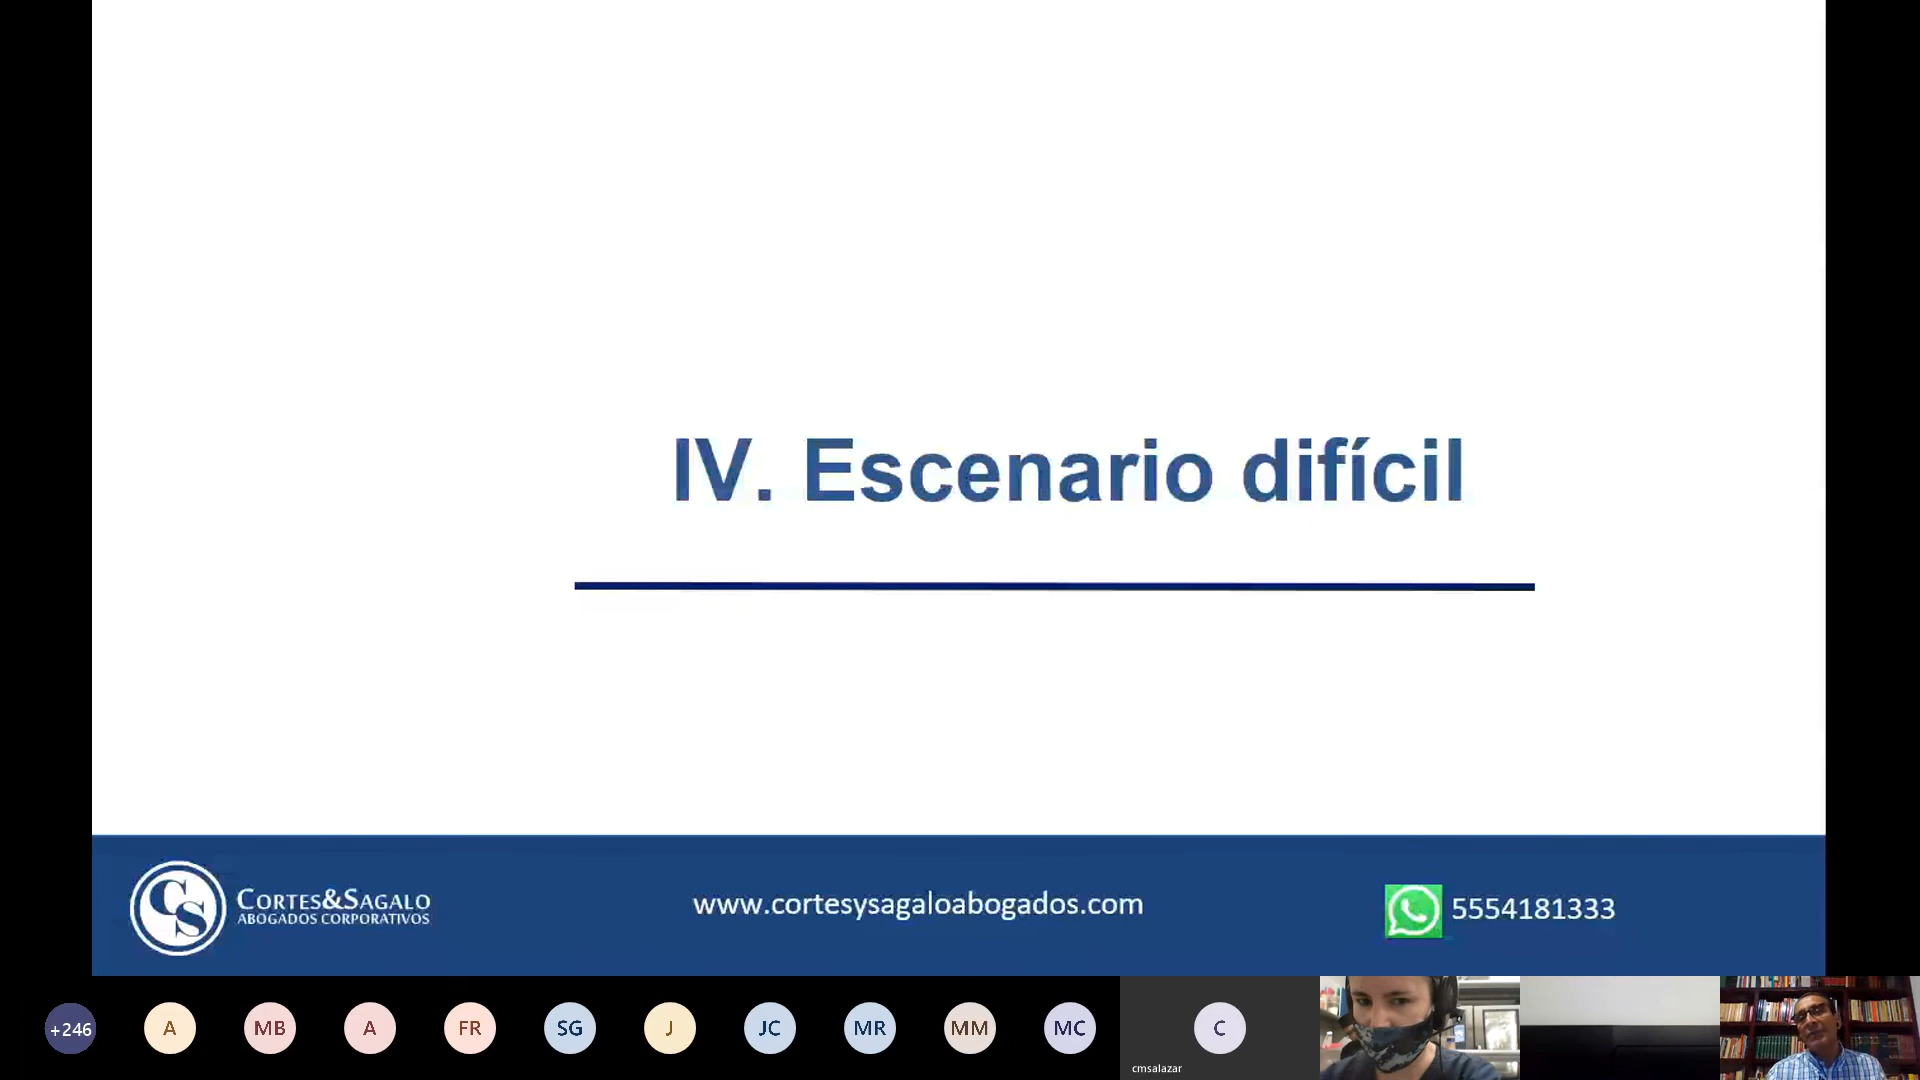 IV. Escenario difícil
CS
CORTES&SAGALO
ABOGADOS CORPORATIVOS
www.cortesysagaloabogados.com
5554181333
+246
A
MB
A
FR
SG
J
JC
MR
MM
MC
C
cmsalazar